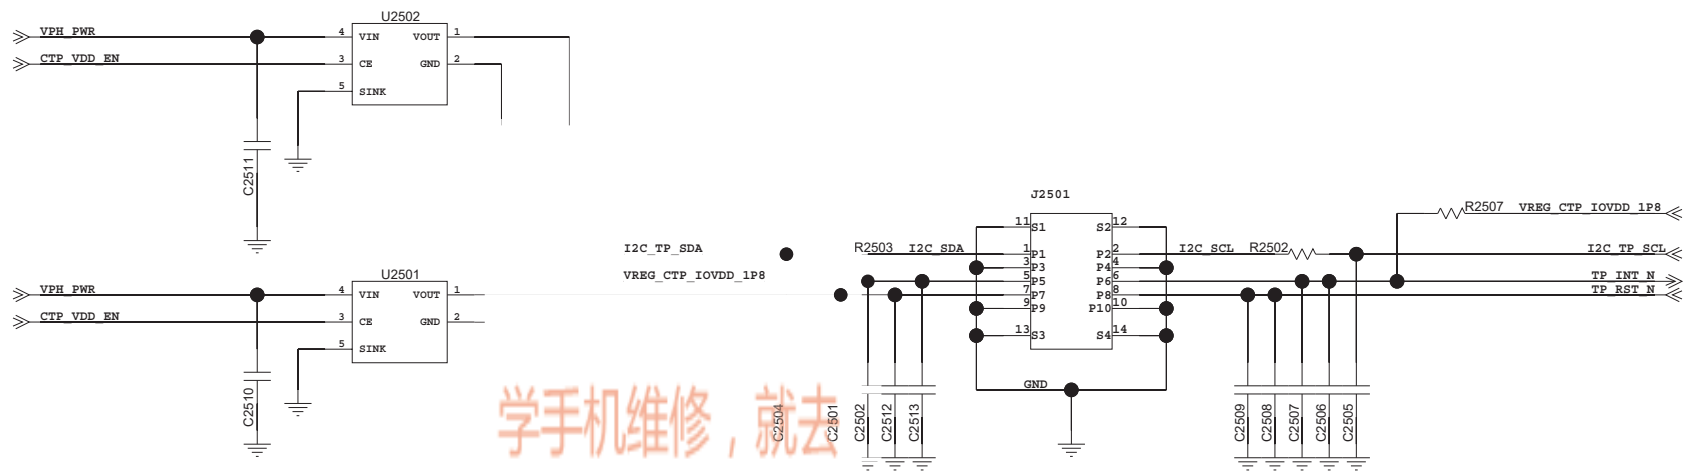 U2502
VPH_PWR
4
VIN
VOUT
1
CTP_VDD_EN
3
CE
GND
2
5
SINK
C2511
J2501
R2507
VREG_CTP_IOVDD_1P8
11
S1
S2
12
I2C_TP_SDA
R2503
I2C_SDA
1
P1
P2
2
I2C_SCL
R2502
I2C_TP_SCL
3
P3
P4
4
VREG_CTP_IOVDD_1P8
5
P5
P6
6
TP_INT_N
U2501
VPH_PWR
4
VIN
VOUT
1
7
P7
P8
8
TP_RST_N
9
P9
P10
10
CTP_VDD_EN
3
CE
GND
2
13
S3
S4
14
5
SINK
GND
C2510
学手机维修，就去
C2504
C2501
C2502
C2512
C2513
C2509
C2508
C2507
C2506
C2505